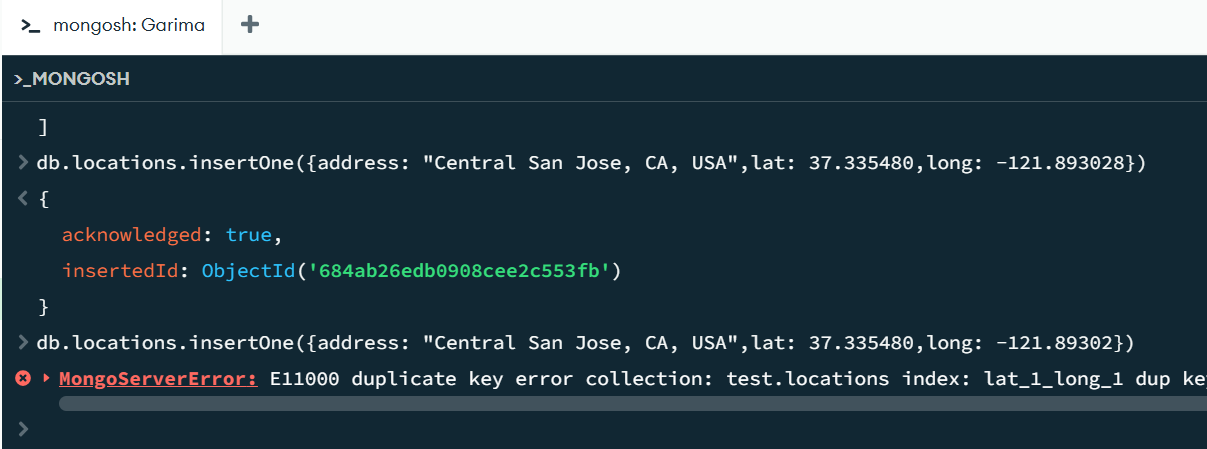 >_ mongosh: Garima +
>_MONGOSH
]
> db.locations.insertOne({address: "Central San Jose, CA, USA",lat: 37.335480,long: -121.893028})
< {
acknowledged: true,
insertedId: ObjectId('684ab26edb0908cee2c553fb')
}
> db.locations.insertOne({address: "Central San Jose, CA, USA",lat: 37.335480,long: -121.89302})
MongoServerError: E11000 duplicate key error collection: test.locations index: lat_1_long_1 dup ke
>